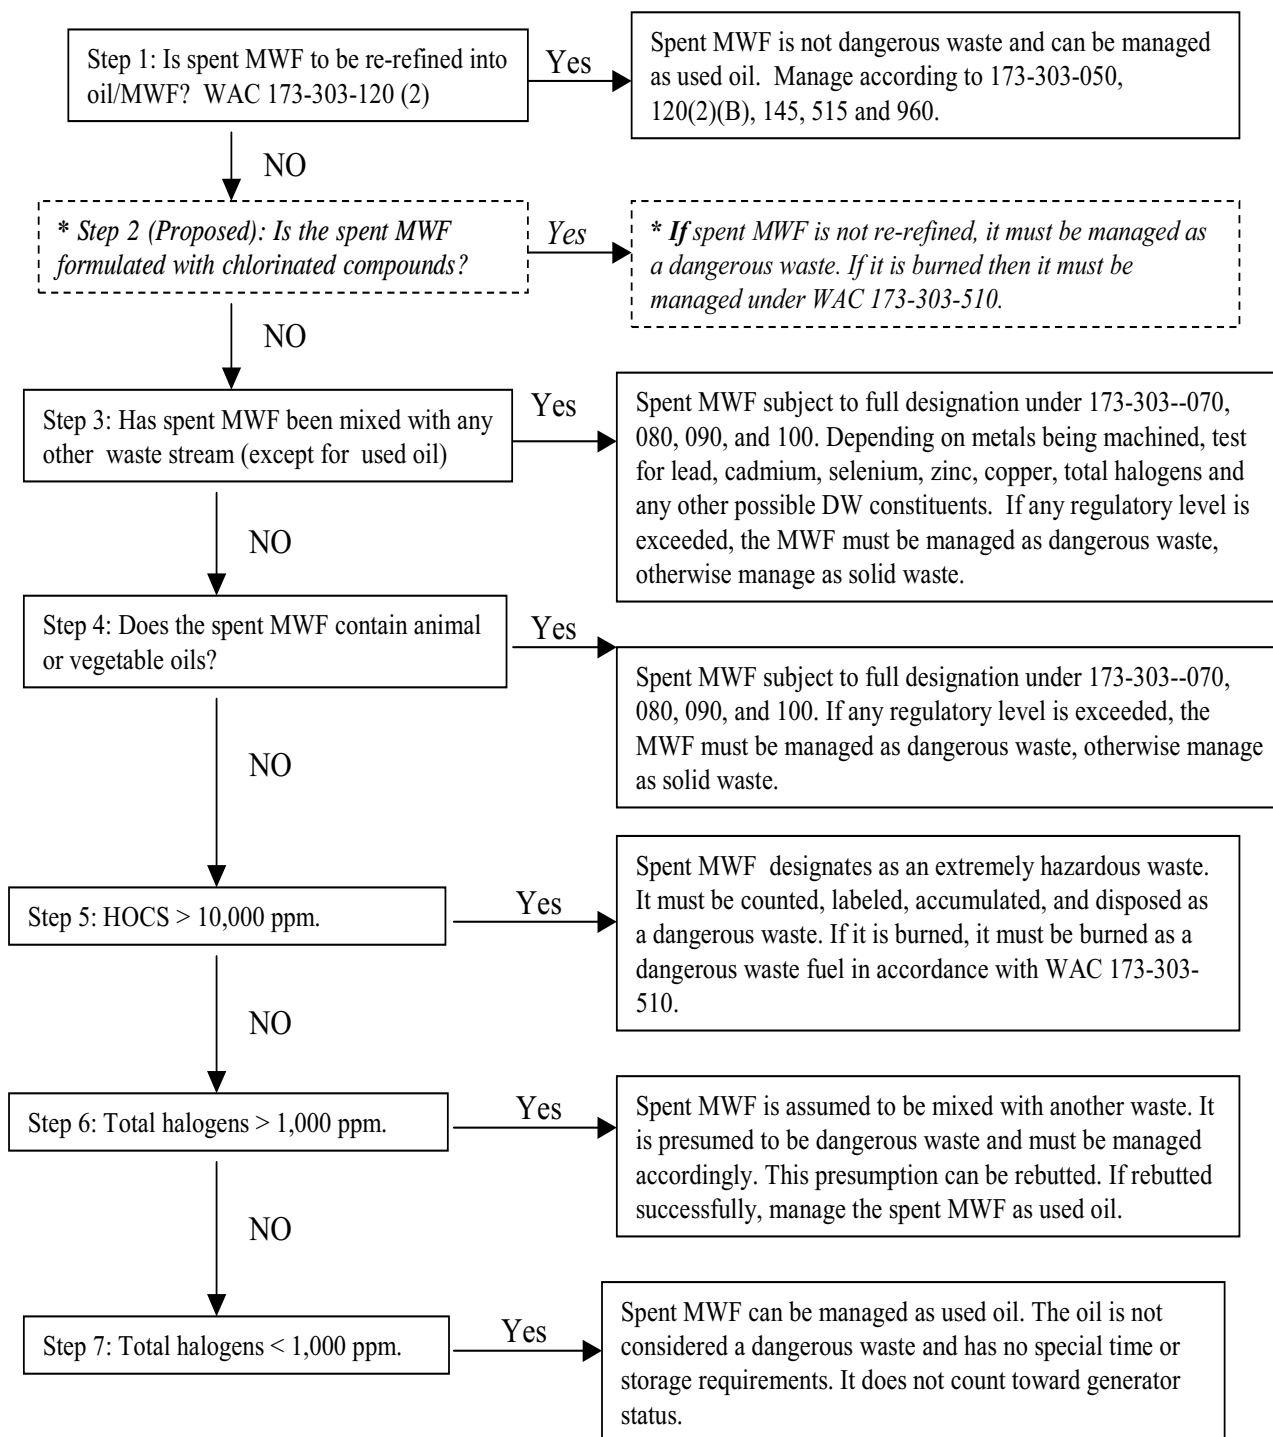 Step 1: Is spent MWF to be re-refined into
oil/MWF?  WAC 173-303-120 (2)
Yes
Spent MWF is not dangerous waste and can be managed
as used oil.  Manage according to 173-303-050,
120(2)(B), 145, 515 and 960.
NO
* Step 2 (Proposed): Is the spent MWF
formulated with chlorinated compounds?
Yes
* If spent MWF is not re-refined, it must be managed as
a dangerous waste. If it is burned then it must be
managed under WAC 173-303-510.
NO
Step 3: Has spent MWF been mixed with any
other  waste stream (except for  used oil)
Yes
Spent MWF subject to full designation under 173-303--070,
080, 090, and 100. Depending on metals being machined, test
for lead, cadmium, selenium, zinc, copper, total halogens and
any other possible DW constituents.  If any regulatory level is
exceeded, the MWF must be managed as dangerous waste,
otherwise manage as solid waste.
NO
Step 4: Does the spent MWF contain animal
or vegetable oils?
Yes
Spent MWF subject to full designation under 173-303--070,
080, 090, and 100. If any regulatory level is exceeded, the
MWF must be managed as dangerous waste, otherwise manage
as solid waste.
NO
Step 5: HOCS > 10,000 ppm.
Yes
Spent MWF  designates as an extremely hazardous waste.
It must be counted, labeled, accumulated, and disposed as
a dangerous waste. If it is burned, it must be burned as a
dangerous waste fuel in accordance with WAC 173-303-
510.
NO
Step 6: Total halogens > 1,000 ppm.
Yes
Spent MWF is assumed to be mixed with another waste. It
is presumed to be dangerous waste and must be managed
accordingly. This presumption can be rebutted. If rebutted
successfully, manage the spent MWF as used oil.
NO
Step 7: Total halogens < 1,000 ppm.
Yes
Spent MWF can be managed as used oil. The oil is not
considered a dangerous waste and has no special time or
storage requirements. It does not count toward generator
status.